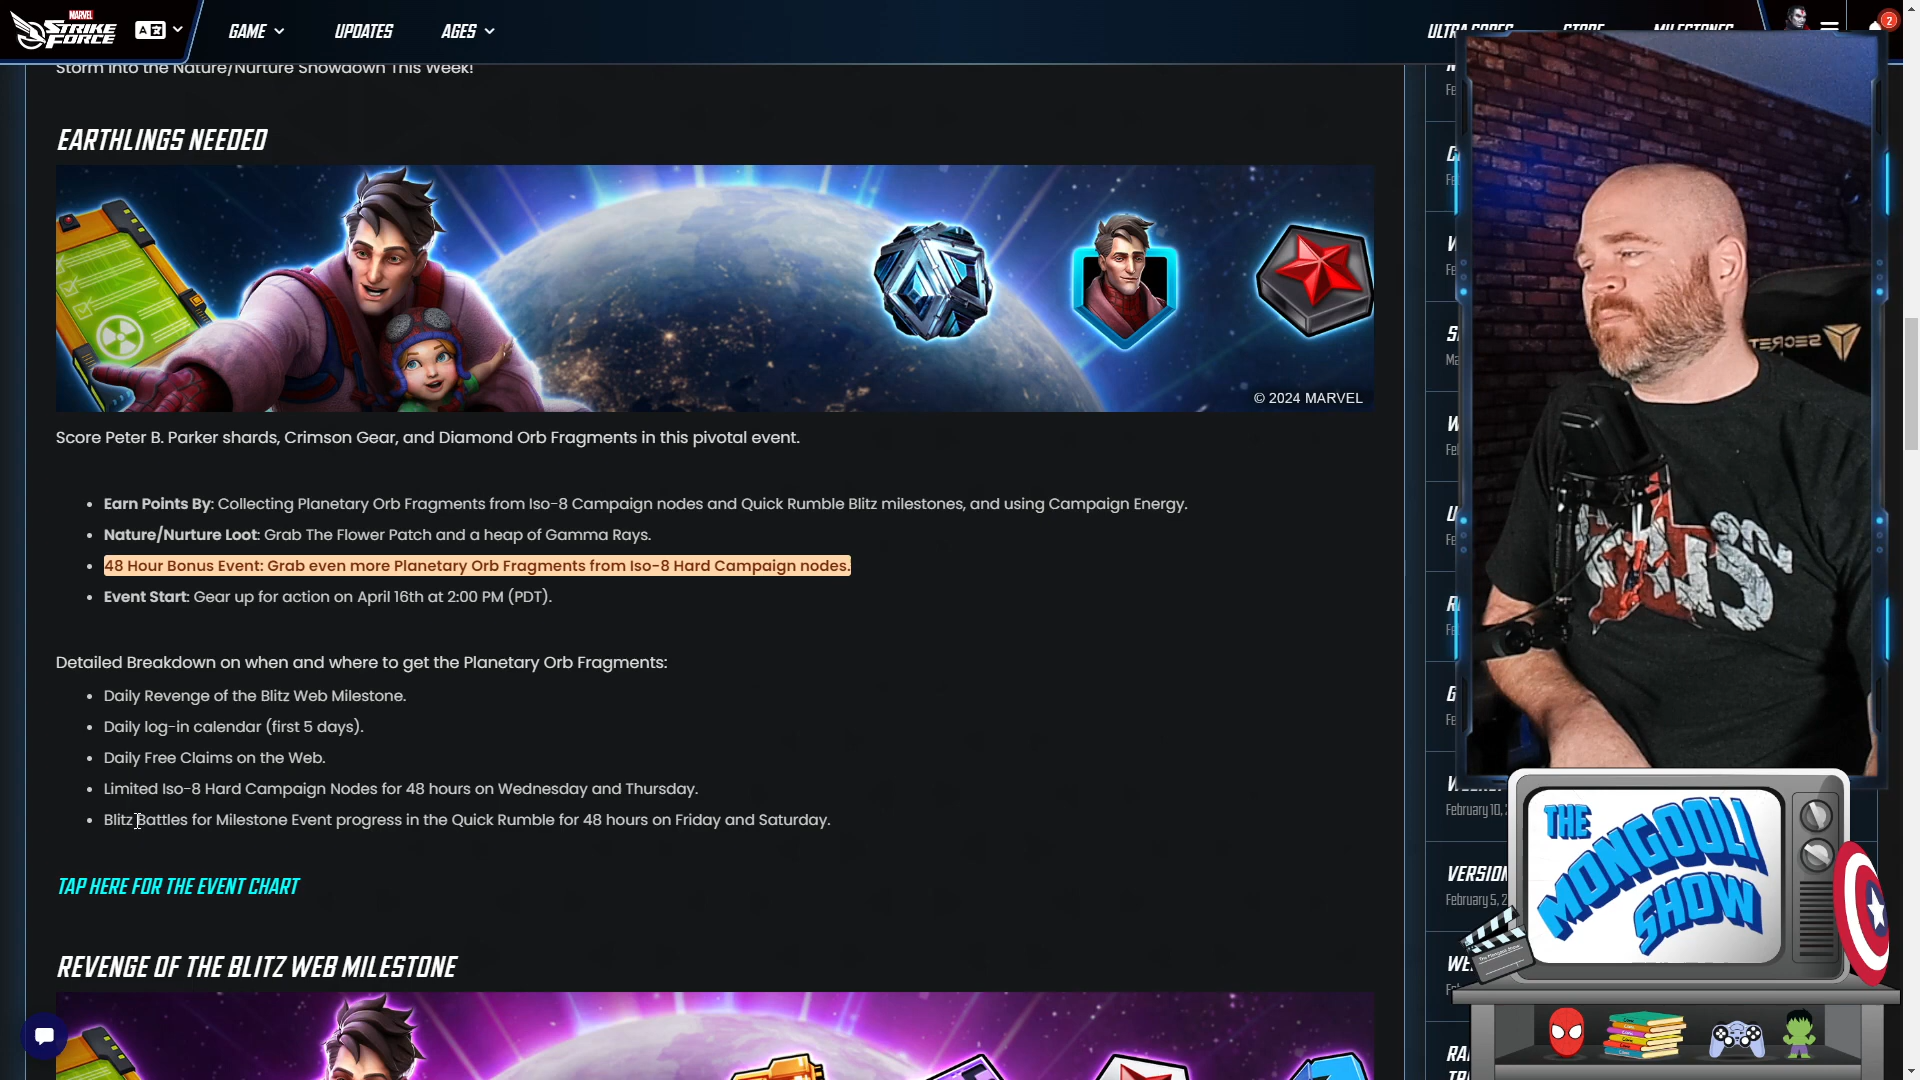 MARVEL
STRIKE
FORCE
GAME
UPDATES
AGES
STORE
MILESTONES
2
Storm into the Nature/Nurture Showdown This Week!
EARTHLINGS NEEDED
© 2024 MARVEL
Score Peter B. Parker shards, Crimson Gear, and Diamond Orb Fragments in this pivotal event.
Earn Points By: Collecting Planetary Orb Fragments from Iso-8 Campaign nodes and Quick Rumble Blitz milestones, and using Campaign Energy.
Nature/Nurture Loot: Grab The Flower Patch and a heap of Gamma Rays.
48 Hour Bonus Event: Grab even more Planetary Orb Fragments from Iso-8 Hard Campaign nodes.
Event Start: Gear up for action on April 16th at 2:00 PM (PDT).
Detailed Breakdown on when and where to get the Planetary Orb Fragments:
Daily Revenge of the Blitz Web Milestone.
Daily log-in calendar (first 5 days).
Daily Free Claims on the Web.
Limited Iso-8 Hard Campaign Nodes for 48 hours on Wednesday and Thursday.
Blitz Battles for Milestone Event progress in the Quick Rumble for 48 hours on Friday and Saturday.
TAP HERE FOR THE EVENT CHART
REVENGE OF THE BLITZ WEB MILESTONE
February 10,
VERSION
February 5, 2
THE
MONGOOLI
SHOW